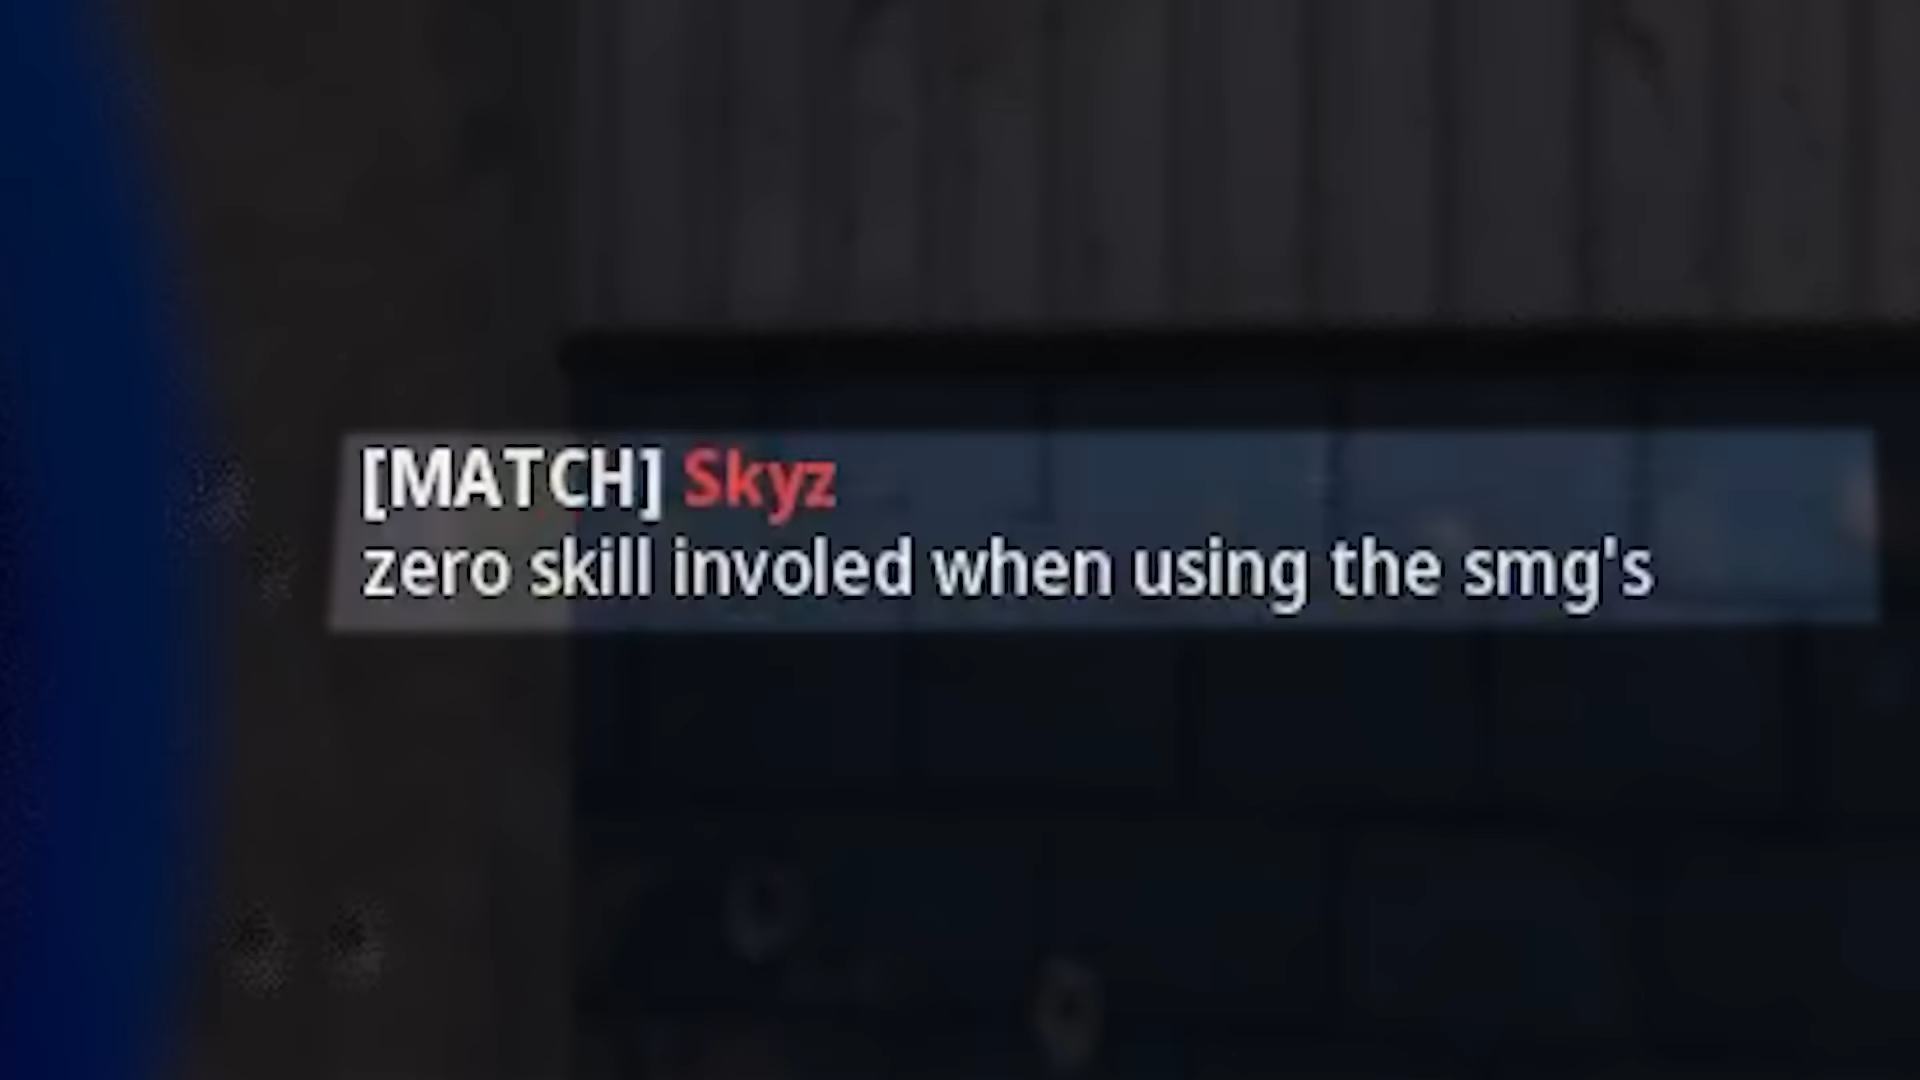 [MATCH] Skyz
zero skill involed when using the smg's